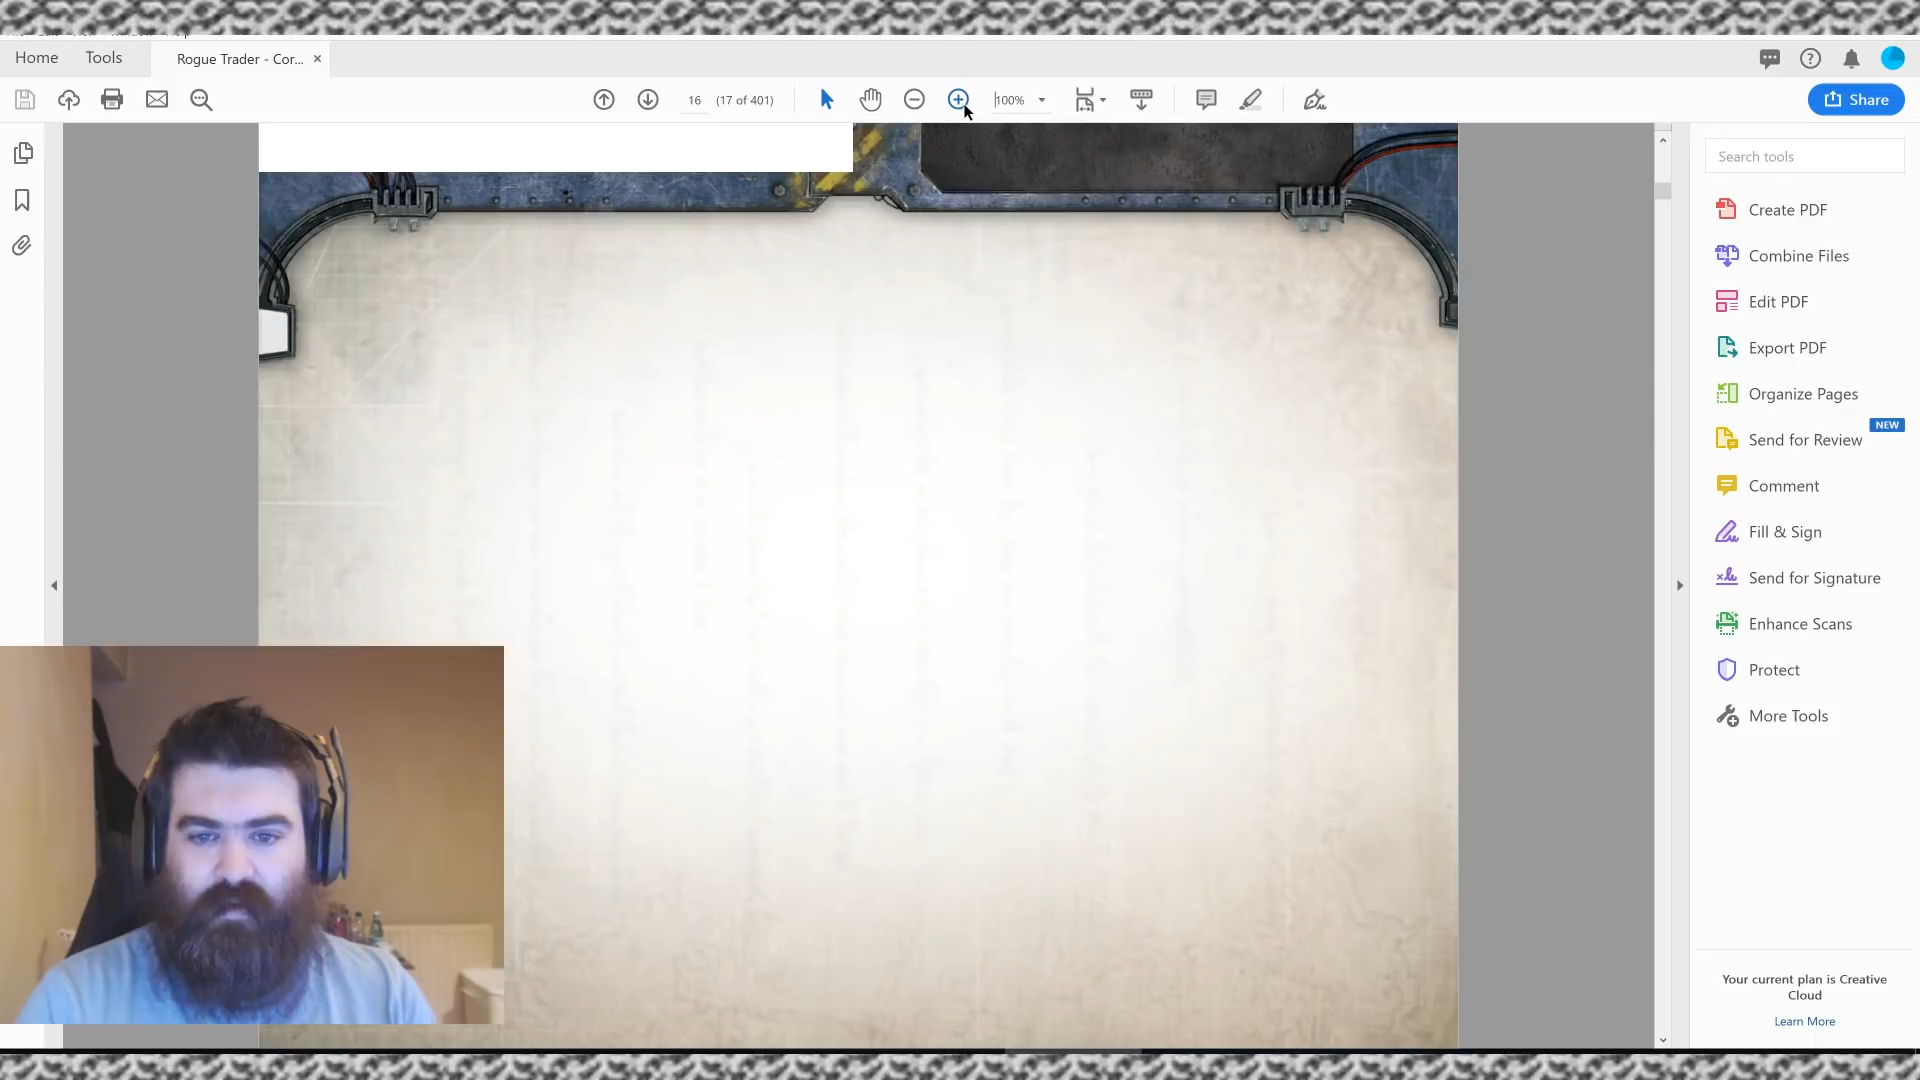 Home
Tools
Rogue Trader - Cor...
16
(17 of 401)
100%
Share
Search tools
Create PDF
Combine Files
Edit PDF
Export PDF
Organize Pages
NEW
Send for Review
Comment
Fill & Sign
Send for Signature
Enhance Scans
Protect
More Tools
Your current plan is Creative
Cloud
Learn More